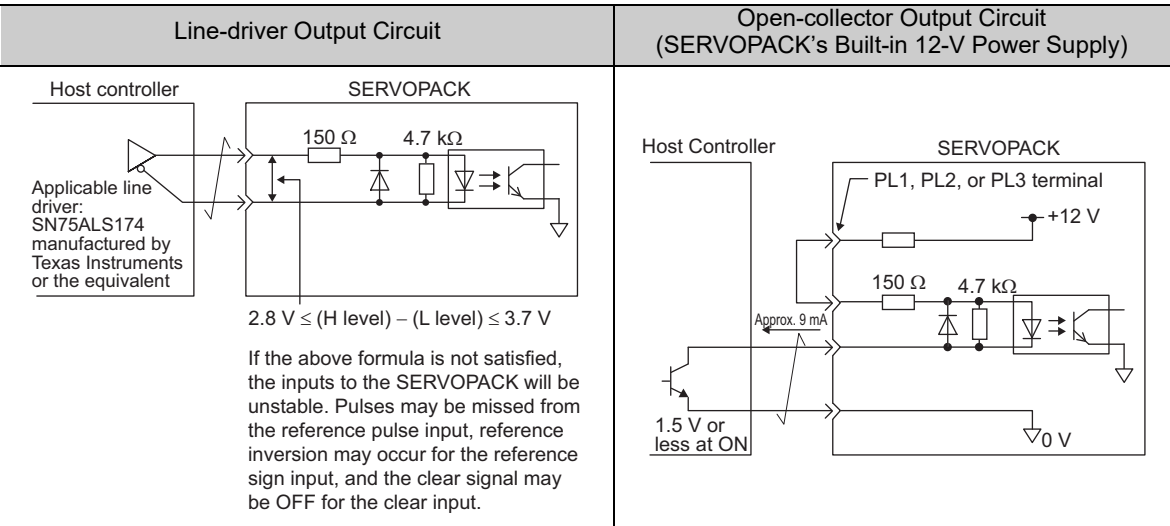 Line-driver Output Circuit
Open-collector Output Circuit
(SERVOPACK's Built-in 12-V Power Supply)
Host controller
SERVOPACK
150 Ω
4.7 kΩ
Applicable line
driver:
SN75ALS174
manufactured by
Texas Instruments
or the equivalent
2.8 V ≤ (H level) – (L level) ≤ 3.7 V
If the above formula is not satisfied,
the inputs to the SERVOPACK will be
unstable. Pulses may be missed from
the reference pulse input, reference
inversion may occur for the reference
sign input, and the clear signal may
be OFF for the clear input.
Host Controller
SERVOPACK
PL1, PL2, or PL3 terminal
+12 V
150 Ω
4.7 kΩ
Approx. 9 mA
1.5 V or
less at ON
0 V